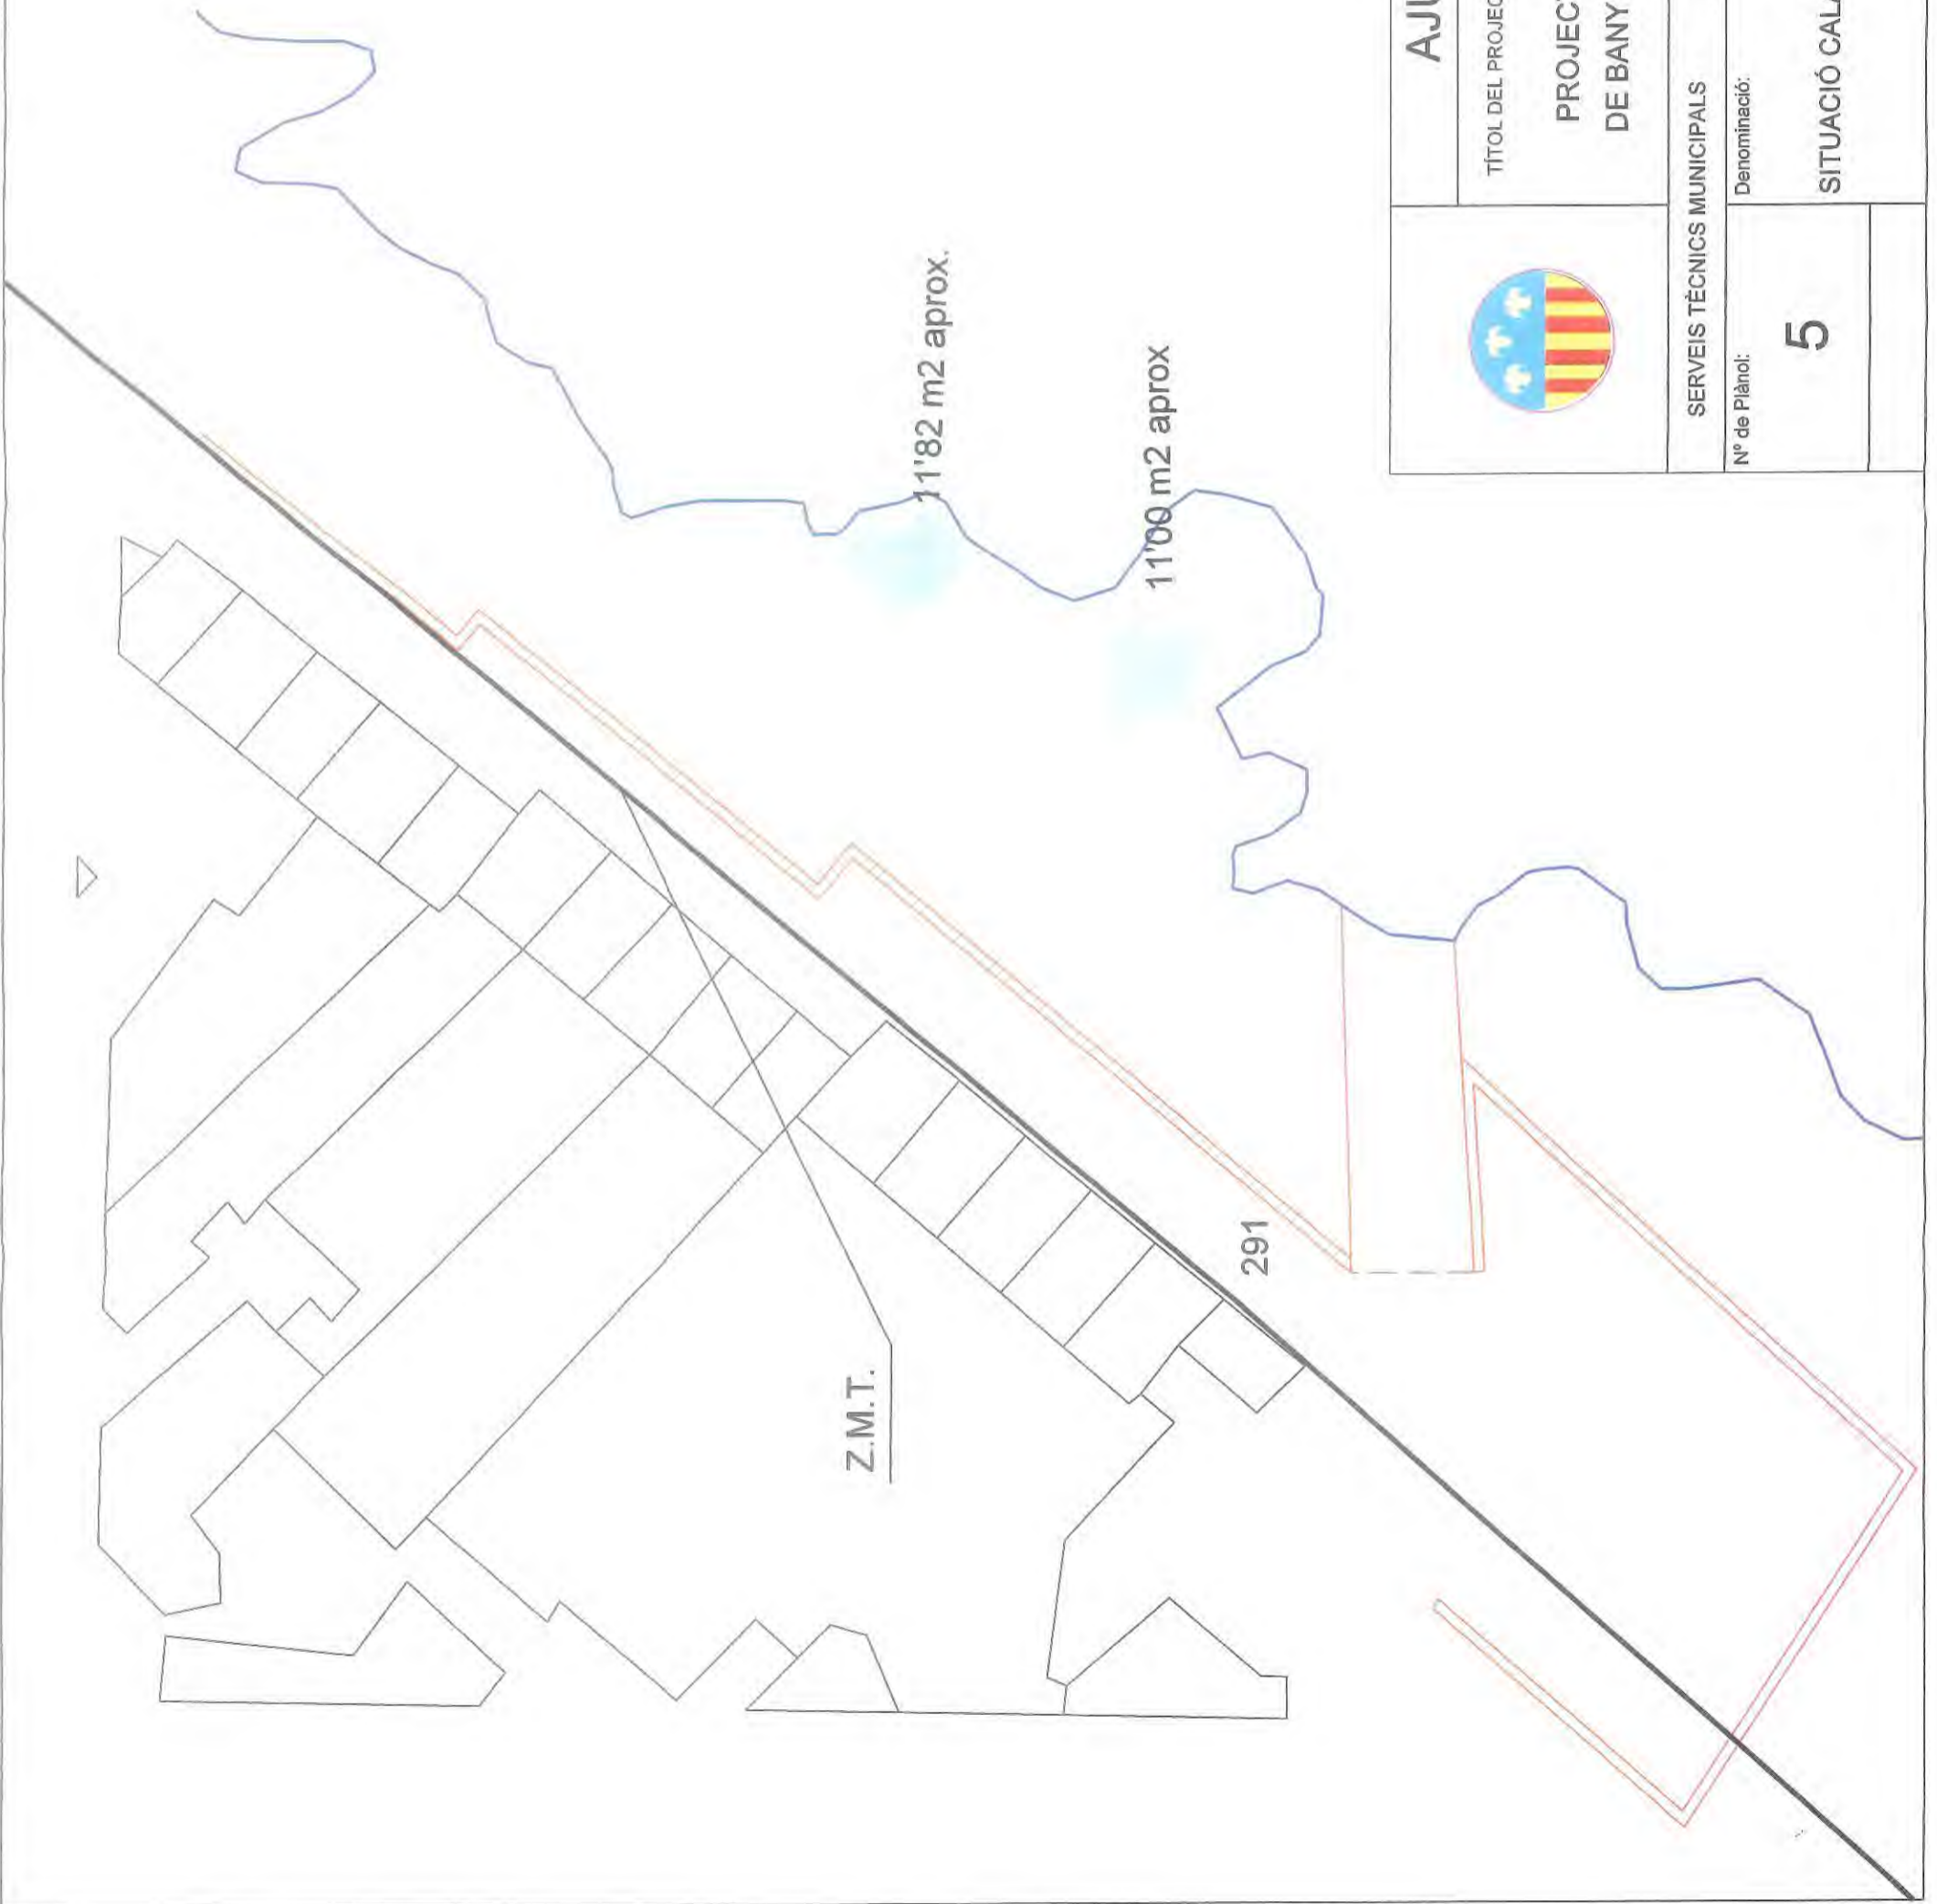 11'82 m2 aprox.
11'00 m2 aprox
Z.M.T.
291
AJU
TÍTOL DEL PROJEC
PROJEC
DE BANY
SERVEIS TÈCNICS MUNICIPALS
Nº de Plànol:
5
Denominació:
SITUACIÓ CALA